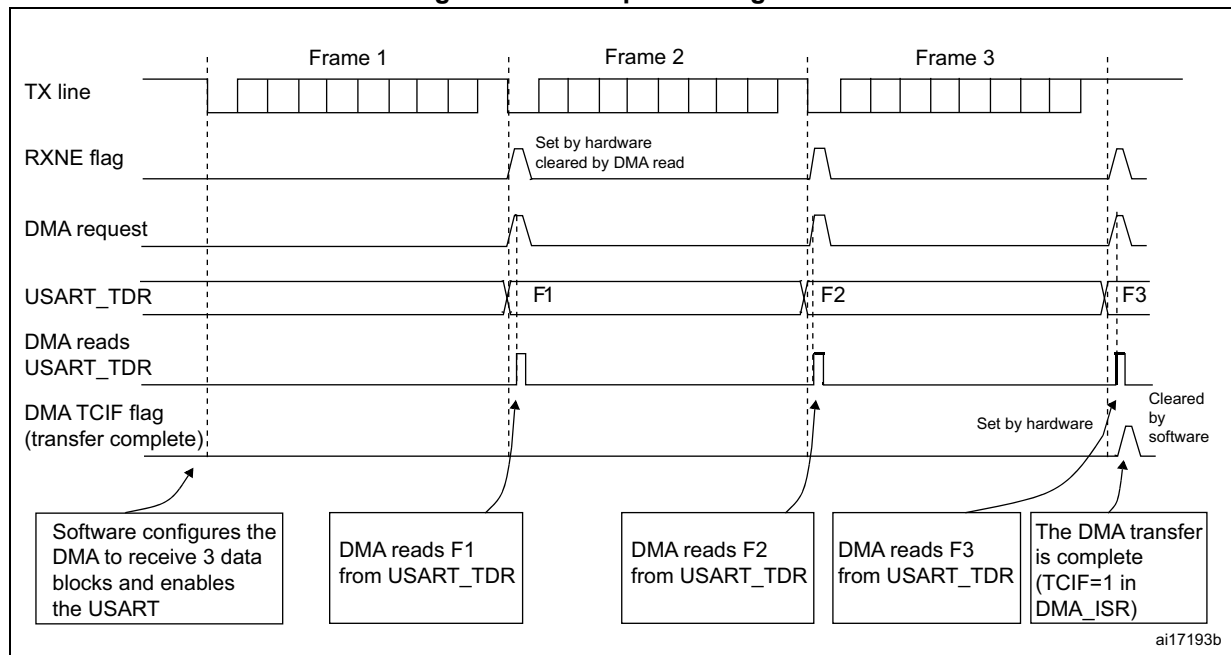 Frame 1
Frame 2
Frame 3
TX line
RXNE flag
Set by hardware
cleared by DMA read
DMA request
USART_TDR
F1
F2
F3
DMA reads
USART_TDR
DMA TCIF flag
(transfer complete)
Set by hardware
Cleared
by
software
Software configures the
DMA to receive 3 data
blocks and enables
the USART
DMA reads F1
from USART_TDR
DMA reads F2
from USART_TDR
DMA reads F3
from USART_TDR
The DMA transfer
is complete
(TCIF=1 in
DMA_ISR)
ai17193b